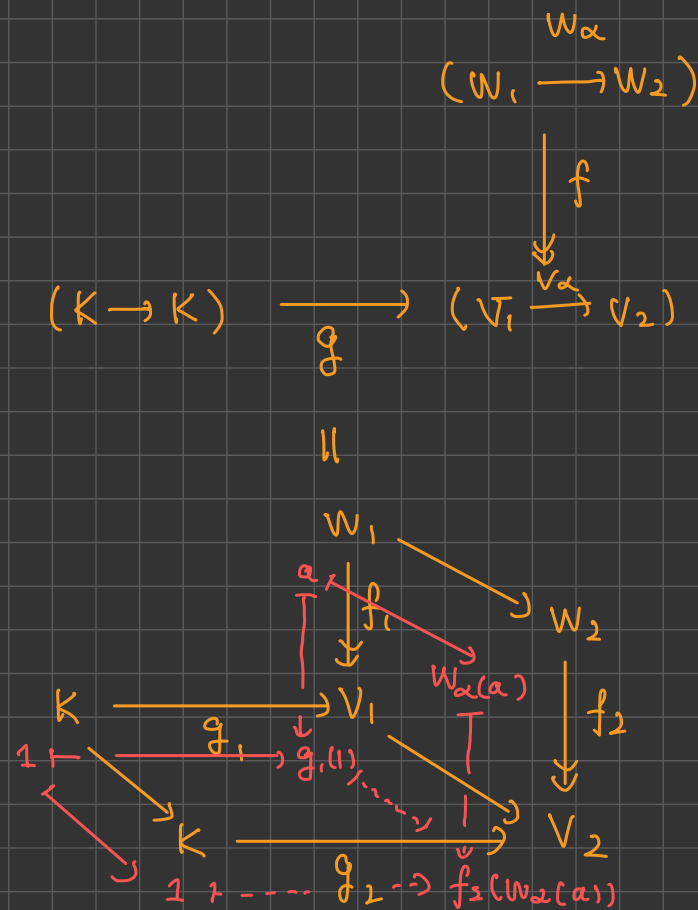 Wα
(W₁ → W₂)
f
Vα
(K → K) → (V₁ → V₂)
g
=
W₁
a
f₁
W₂
Wα(a)
K → V₁
f₂
g₁
1 ↦ g₁(1)
K → V₂
g₂
1 ↦ f₂(Wα(a))